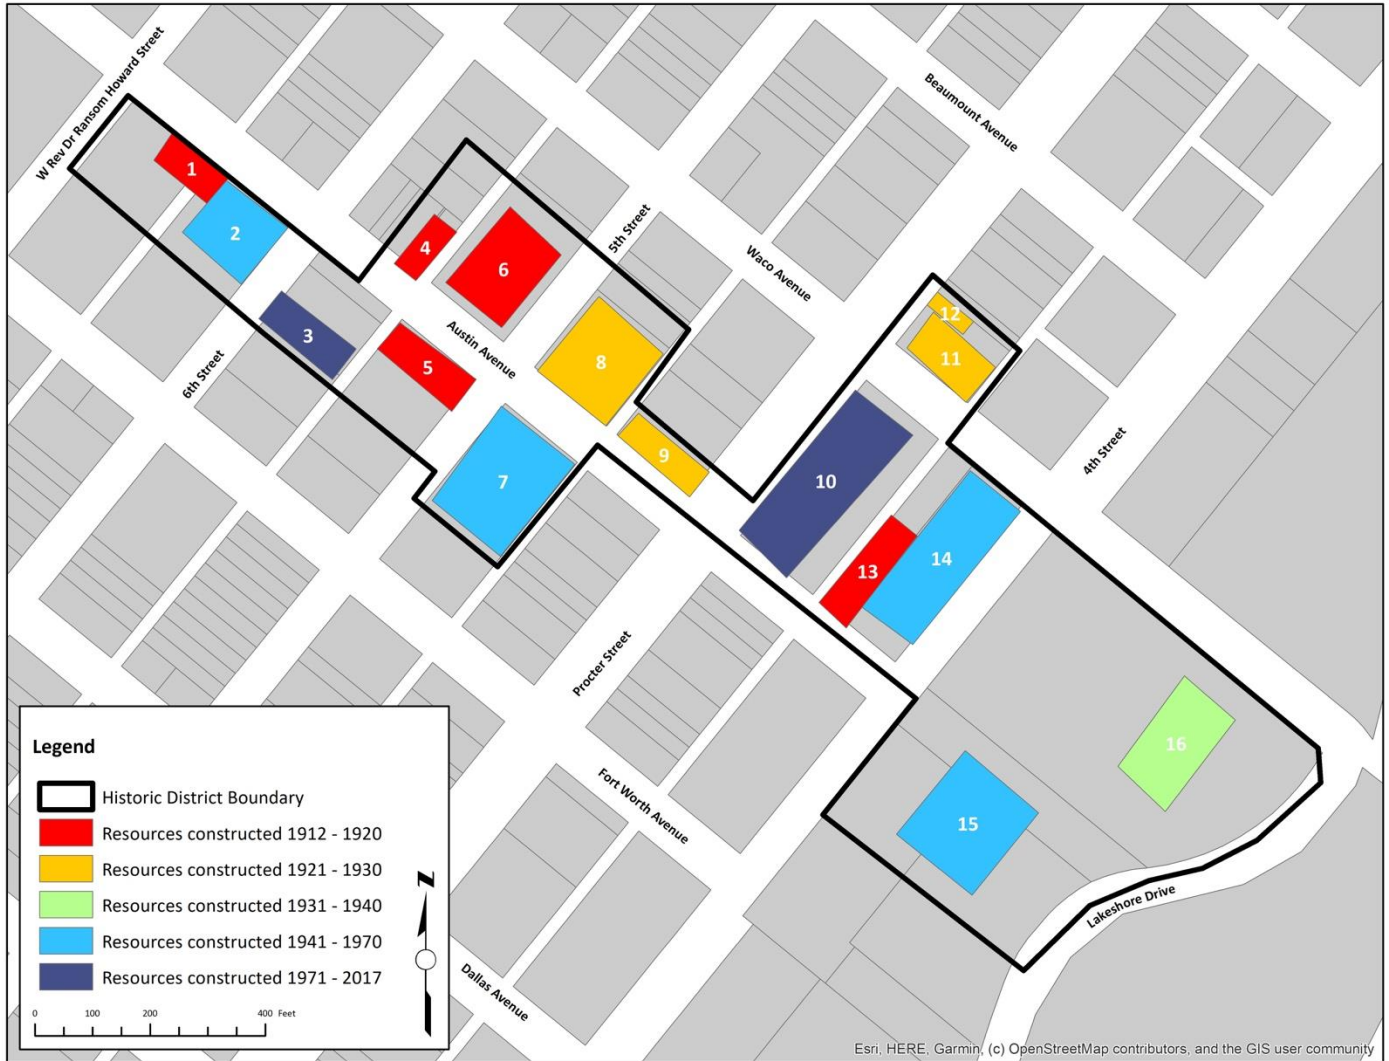 W Rev Dr Ransom Howard Street
Beaumount Avenue
1
2
4
6
5th Street
Waco Avenue
3
5
Austin Avenue
8
12
11
6th Street
7
9
10
4th Street
13
14
Procter Street
16
15
Fort Worth Avenue
Lakeshore Drive
Dallas Avenue
Legend
Historic District Boundary
Resources constructed 1912 - 1920
Resources constructed 1921 - 1930
Resources constructed 1931 - 1940
Resources constructed 1941 - 1970
Resources constructed 1971 - 2017
0 100 200 400 Feet
N
Esri, HERE, Garmin, (c) OpenStreetMap contributors, and the GIS user community